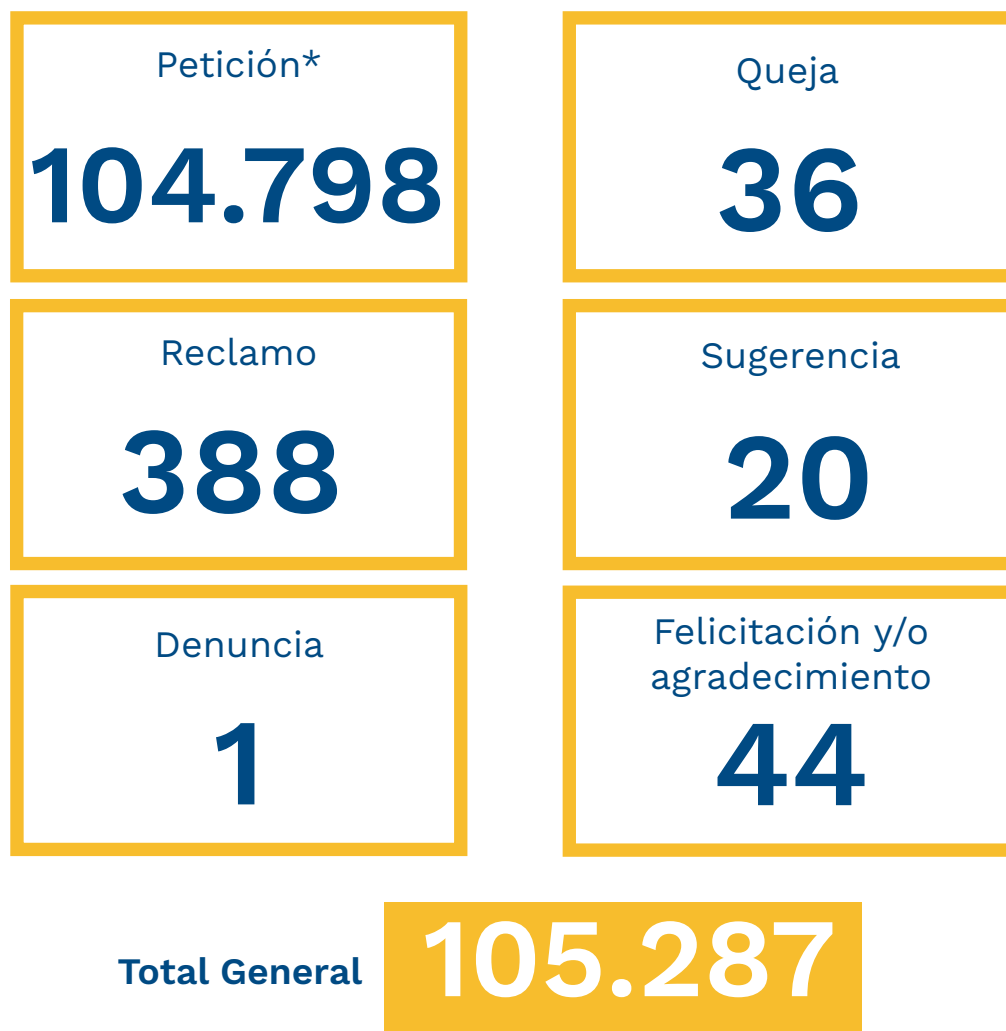 Petición*
104.798
Queja
36
Reclamo
388
Sugerencia
20
Denuncia
1
Felicitación y/o
agradecimiento
44
Total General
105.287